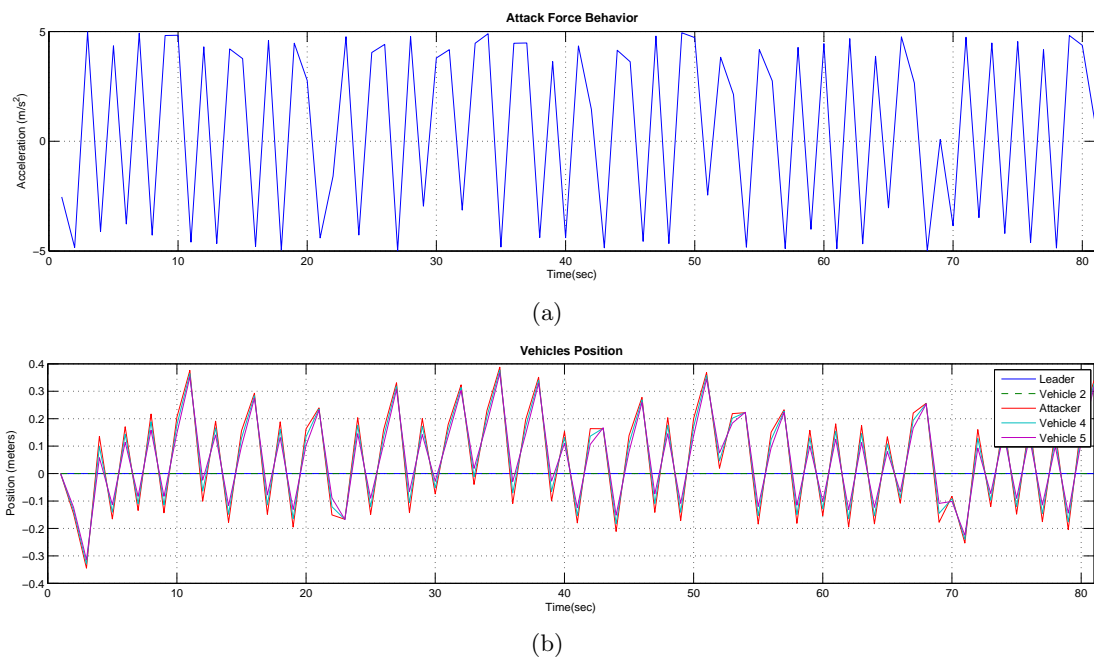 Attack Force Behavior
5
0
−5
Acceleration (m/s²)
0 10 20 30 40 50 60 70 80
Time(sec)
(a)
Vehicles Position
0.4
0.3
0.2
0.1
0
−0.1
−0.2
−0.3
−0.4
Position (meters)
Leader
Vehicle 2
Attacker
Vehicle 4
Vehicle 5
0 10 20 30 40 50 60 70 80
Time(sec)
(b)